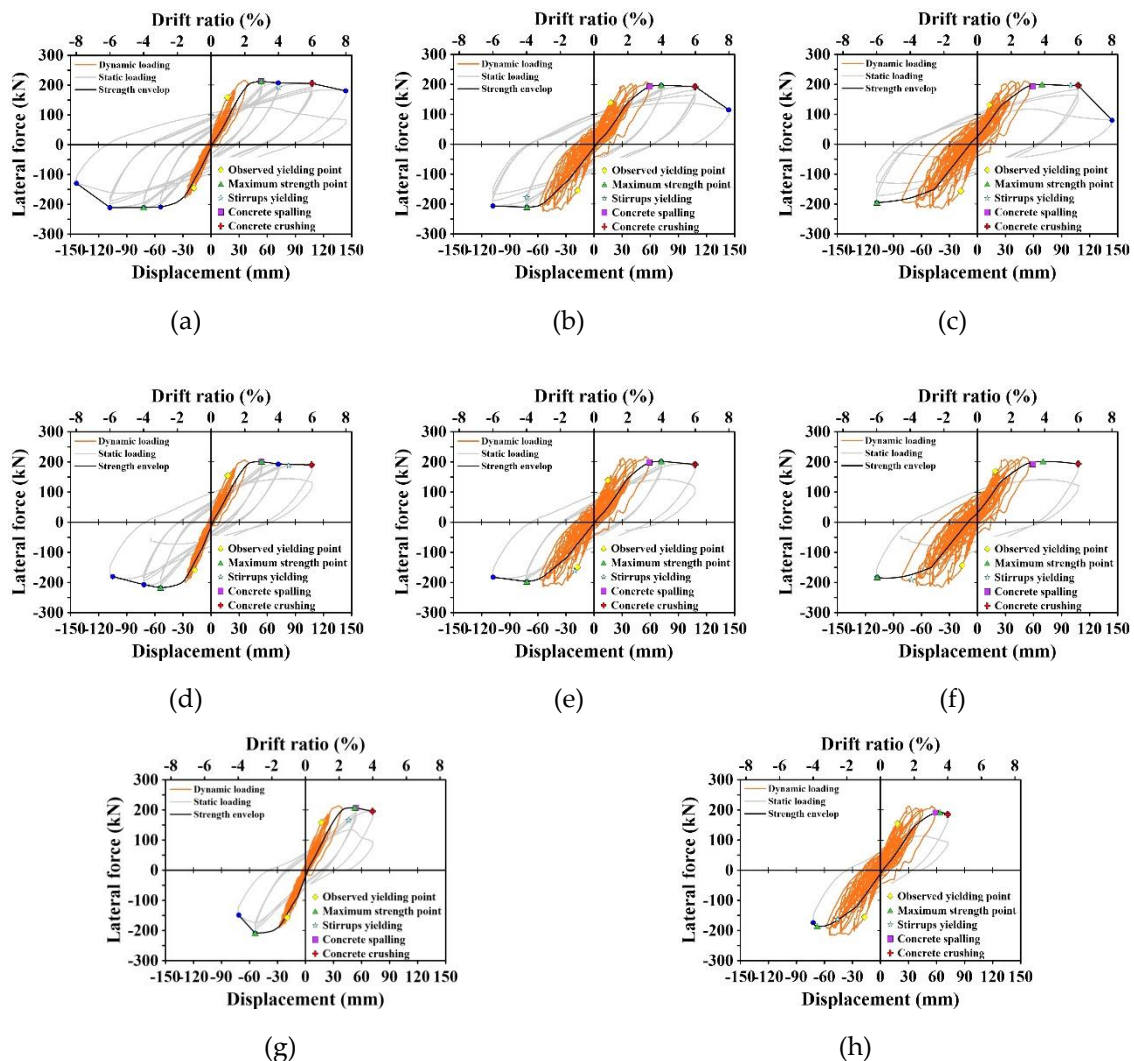 Drift ratio (%)
-8 -6 -4 -2 0 2 4 6 8
300
200
100
0
-100
-200
-300
Lateral force (kN)
Dynamic loading
Static loading
Strength envelop
Observed yielding point
Maximum strength point
Stirrups yielding
Concrete spalling
Concrete crushing
-150-120-90 -60 -30 0 30 60 90 120 150
Displacement (mm)
(a)
Drift ratio (%)
-8 -6 -4 -2 0 2 4 6 8
300
200
100
0
-100
-200
-300
Lateral force (kN)
Dynamic loading
Static loading
Strength envelop
Observed yielding point
Maximum strength point
Stirrups yielding
Concrete spalling
Concrete crushing
-150-120-90 -60 -30 0 30 60 90 120 150
Displacement (mm)
(b)
Drift ratio (%)
-8 -6 -4 -2 0 2 4 6 8
300
200
100
0
-100
-200
-300
Lateral force (kN)
Dynamic loading
Static loading
Strength envelop
Observed yielding point
Maximum strength point
Stirrups yielding
Concrete spalling
Concrete crushing
-150-120-90 -60 -30 0 30 60 90 120 150
Displacement (mm)
(c)
Drift ratio (%)
-8 -6 -4 -2 0 2 4 6 8
300
200
100
0
-100
-200
-300
Lateral force (kN)
Dynamic loading
Static loading
Strength envelop
Observed yielding point
Maximum strength point
Stirrups yielding
Concrete spalling
Concrete crushing
-150-120-90 -60 -30 0 30 60 90 120 150
Displacement (mm)
(d)
Drift ratio (%)
-8 -6 -4 -2 0 2 4 6 8
300
200
100
0
-100
-200
-300
Lateral force (kN)
Dynamic loading
Static loading
Strength envelop
Observed yielding point
Maximum strength point
Stirrups yielding
Concrete spalling
Concrete crushing
-150-120-90 -60 -30 0 30 60 90 120 150
Displacement (mm)
(e)
Drift ratio (%)
-8 -6 -4 -2 0 2 4 6 8
300
200
100
0
-100
-200
-300
Lateral force (kN)
Dynamic loading
Static loading
Strength envelop
Observed yielding point
Maximum strength point
Stirrups yielding
Concrete spalling
Concrete crushing
-150-120-90 -60 -30 0 30 60 90 120 150
Displacement (mm)
(f)
Drift ratio (%)
-8 -6 -4 -2 0 2 4 6 8
300
200
100
0
-100
-200
-300
Lateral force (kN)
Dynamic loading
Static loading
Strength envelop
Observed yielding point
Maximum strength point
Stirrups yielding
Concrete spalling
Concrete crushing
-150-120-90 -60 -30 0 30 60 90 120 150
Displacement (mm)
(g)
Drift ratio (%)
-8 -6 -4 -2 0 2 4 6 8
300
200
100
0
-100
-200
-300
Lateral force (kN)
Dynamic loading
Static loading
Strength envelop
Observed yielding point
Maximum strength point
Stirrups yielding
Concrete spalling
Concrete crushing
-150-120-90 -60 -30 0 30 60 90 120 150
Displacement (mm)
(h)